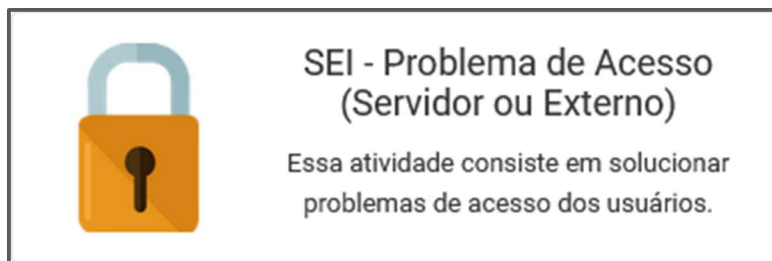 SEI - Problema de Acesso
(Servidor ou Externo)
Essa atividade consiste em solucionar
problemas de acesso dos usuários.